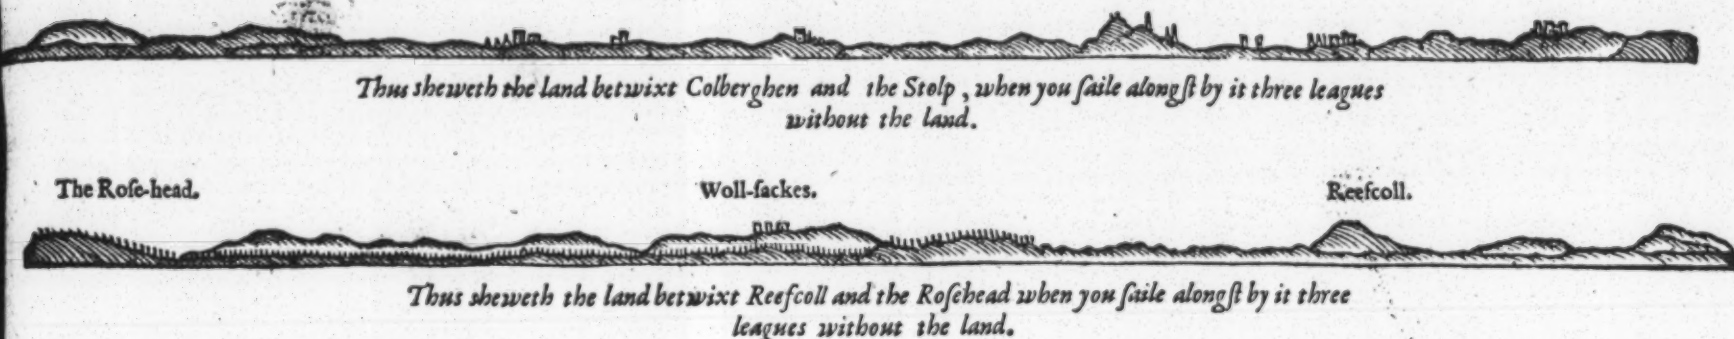 Thus sheweth the land betwixt Colberghen and the Stolp, when you ſaile alongſt by it three leagues
without the land.
The Roſe-head. Woll-ſackes. Reefcoll.
Thus sheweth the land betwixt Reefcoll and the Roſehead when you ſaile alongſt by it three
leagues without the land.